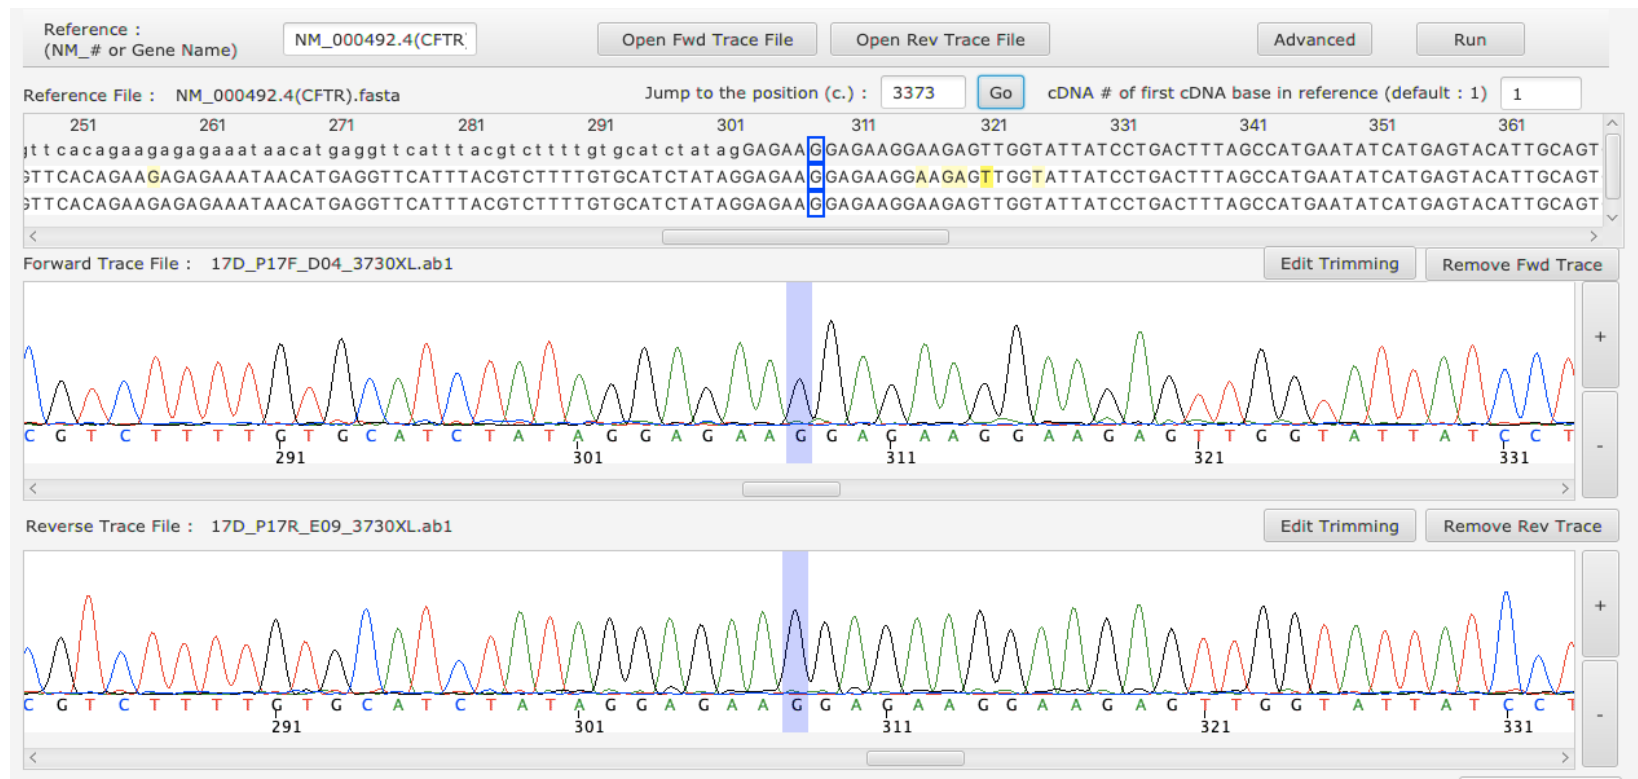 Reference :
(NM_# or Gene Name)
NM_000492.4(CFTR)
Open Fwd Trace File
Open Rev Trace File
Advanced
Run
Reference File : NM_000492.4(CFTR).fasta
Jump to the position (c.) : 3373
Go
cDNA # of first cDNA base in reference (default : 1) 1
251 261 271 281 291 301 311 321 331 341 351 361
gttcacagaagagagaaataacatgaggttcatttacgtcttttgtgcatctatagGAGAAGGAGAAGGAAGAGTTGGTATTATCCTGACTTTAGCCATGAATATCATGAGTACATTGCAGT
GTTCACAGAAGAGAGAAATAACATGAGGTTCATTTACGTCTTTTGTGCATCTATAGGAGAAGGAGAAGGAAGAGTTGGTATTATCCTGACTTTAGCCATGAATATCATGAGTACATTGCAGT
GTTCACAGAAGAGAGAAATAACATGAGGTTCATTTACGTCTTTTGTGCATCTATAGGAGAAGGAGAAGGAAGAGTTGGTATTATCCTGACTTTAGCCATGAATATCATGAGTACATTGCAGT
Forward Trace File : 17D_P17F_D04_3730XL.ab1
Edit Trimming
Remove Fwd Trace
+
C G T C T T T T G T G C A T C T A T A G G A G A A G G A G A A G G A A G A G T T G G T A T T A T C C T
291 301 311 321 331
-
Reverse Trace File : 17D_P17R_E09_3730XL.ab1
Edit Trimming
Remove Rev Trace
+
C G T C T T T T G T G C A T C T A T A G G A G A A G G A G A A G G A A G A G T T G G T A T T A T C C T
291 301 311 321 331
-